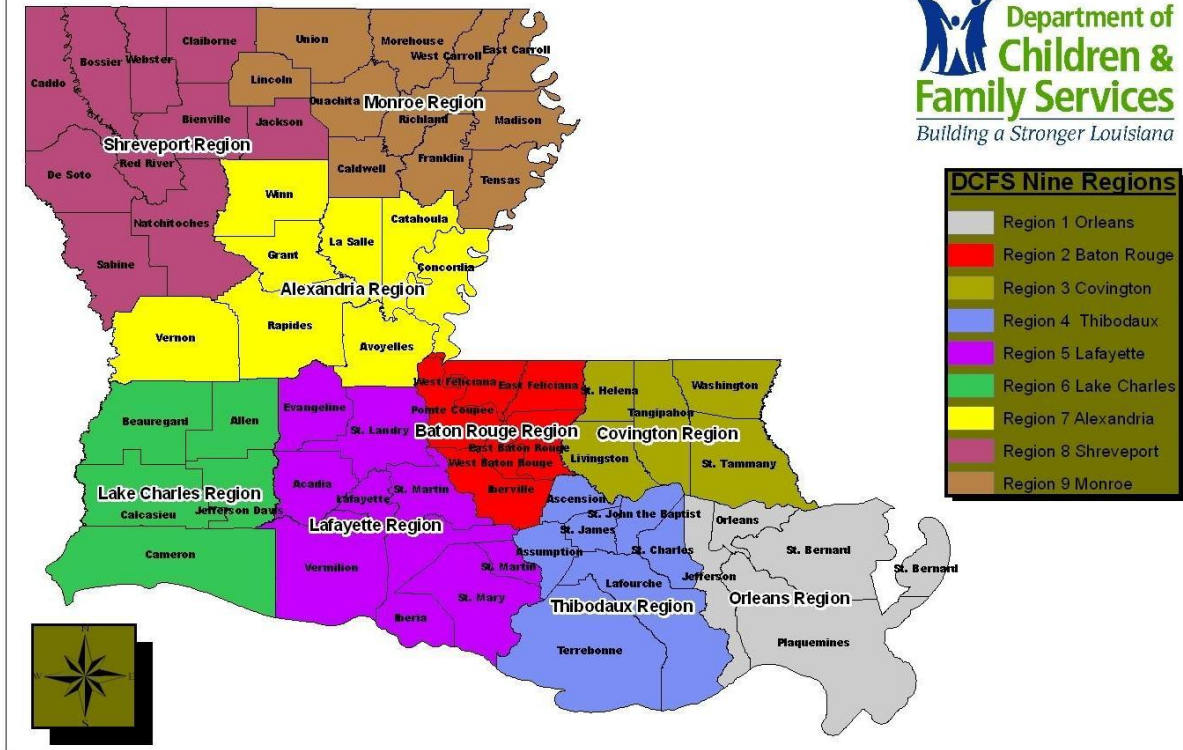 Department of
Children &
Family Services
Building a Stronger Louisiana
DCFS Nine Regions
Region 1 Orleans
Region 2 Baton Rouge
Region 3 Covington
Region 4 Thibodaux
Region 5 Lafayette
Region 6 Lake Charles
Region 7 Alexandria
Region 8 Shreveport
Region 9 Monroe
Shreveport Region
Caddo
Bossier
Webster
Claiborne
Bienville
Jackson
Red River
De Soto
Natchitoches
Sabine
Monroe Region
Union
Morehouse
West Carroll
East Carroll
Lincoln
Ouachita
Richland
Madison
Caldwell
Franklin
Tensas
Alexandria Region
Winn
Grant
La Salle
Catahoula
Concordia
Vernon
Rapides
Avoyelles
Lake Charles Region
Beauregard
Allen
Calcasieu
Jefferson Davis
Cameron
Lafayette Region
Evangeline
St. Landry
Acadia
Lafayette
St. Martin
Vermilion
St. Martin
St. Mary
Iberia
Baton Rouge Region
West Feliciana
East Feliciana
Pointe Coupee
East Baton Rouge
West Baton Rouge
Iberville
Covington Region
St. Helena
Washington
Tangipahoa
Livingston
St. Tammany
Thibodaux Region
Ascension
St. John the Baptist
St. James
Assumption
St. Charles
Lafourche
Terrebonne
Orleans Region
Orleans
St. Bernard
St. Bernard
Jefferson
Plaquemines
N
W
E
S